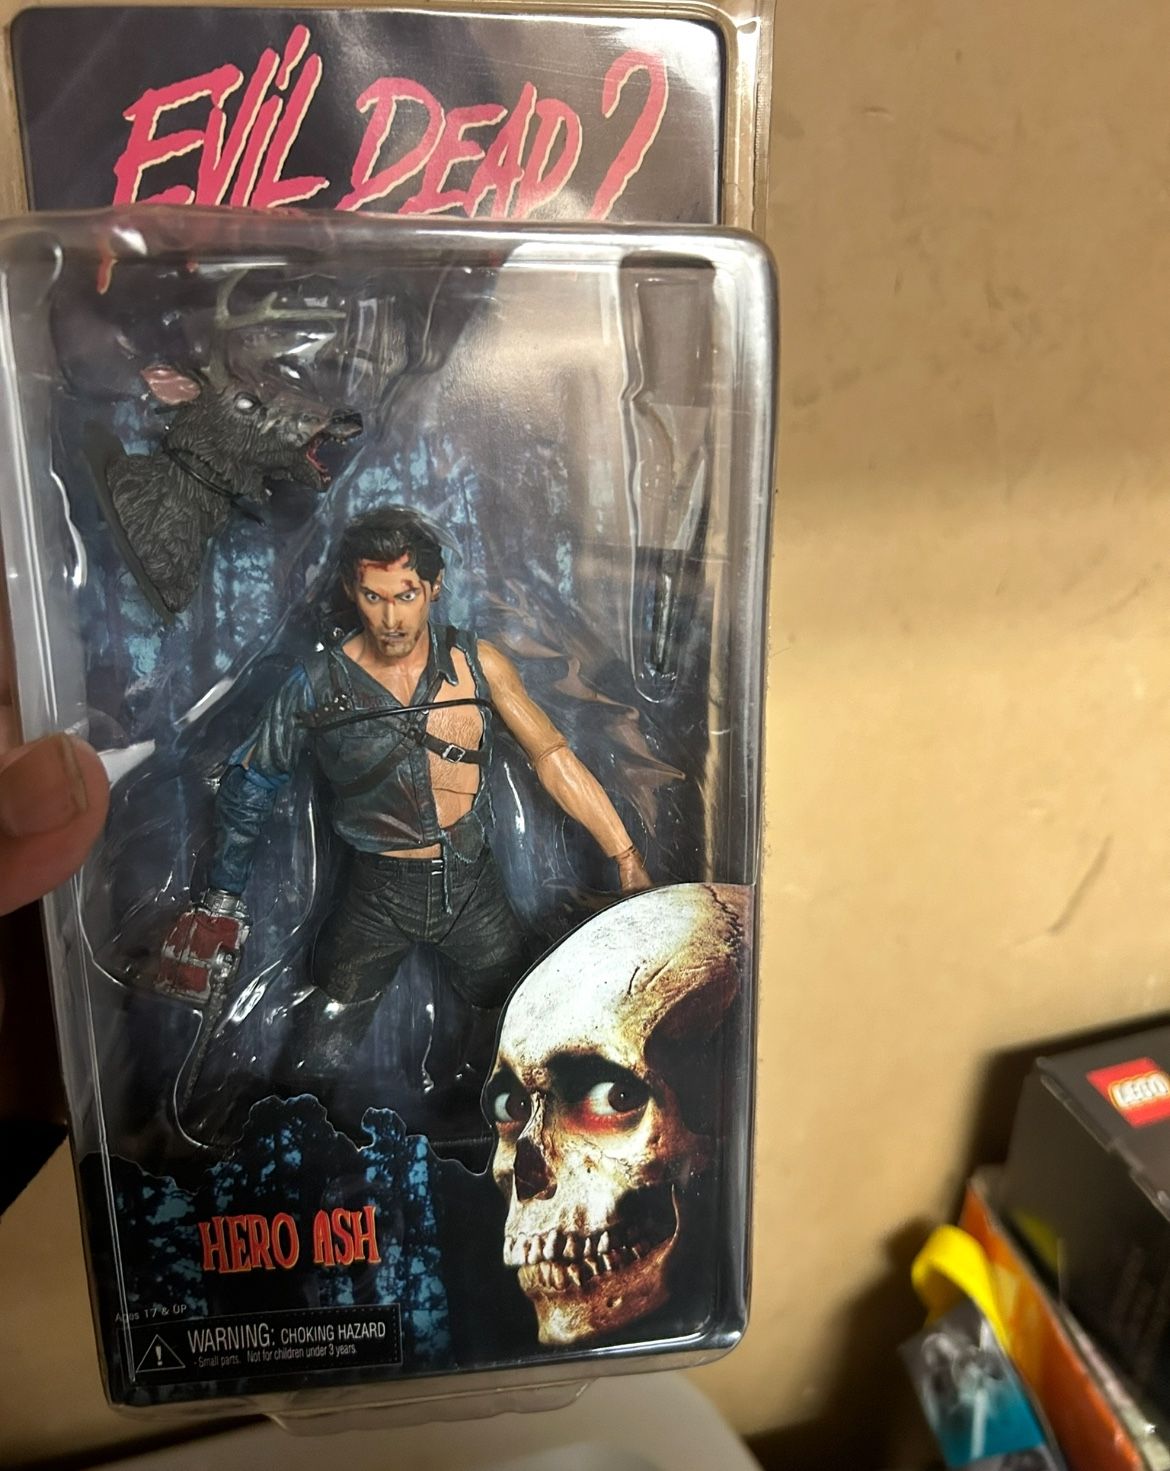 EVIL DEAD 2
HERO ASH
Ages 17 & UP
WARNING: CHOKING HAZARD
- Small parts. Not for children under 3 years.
LEGO